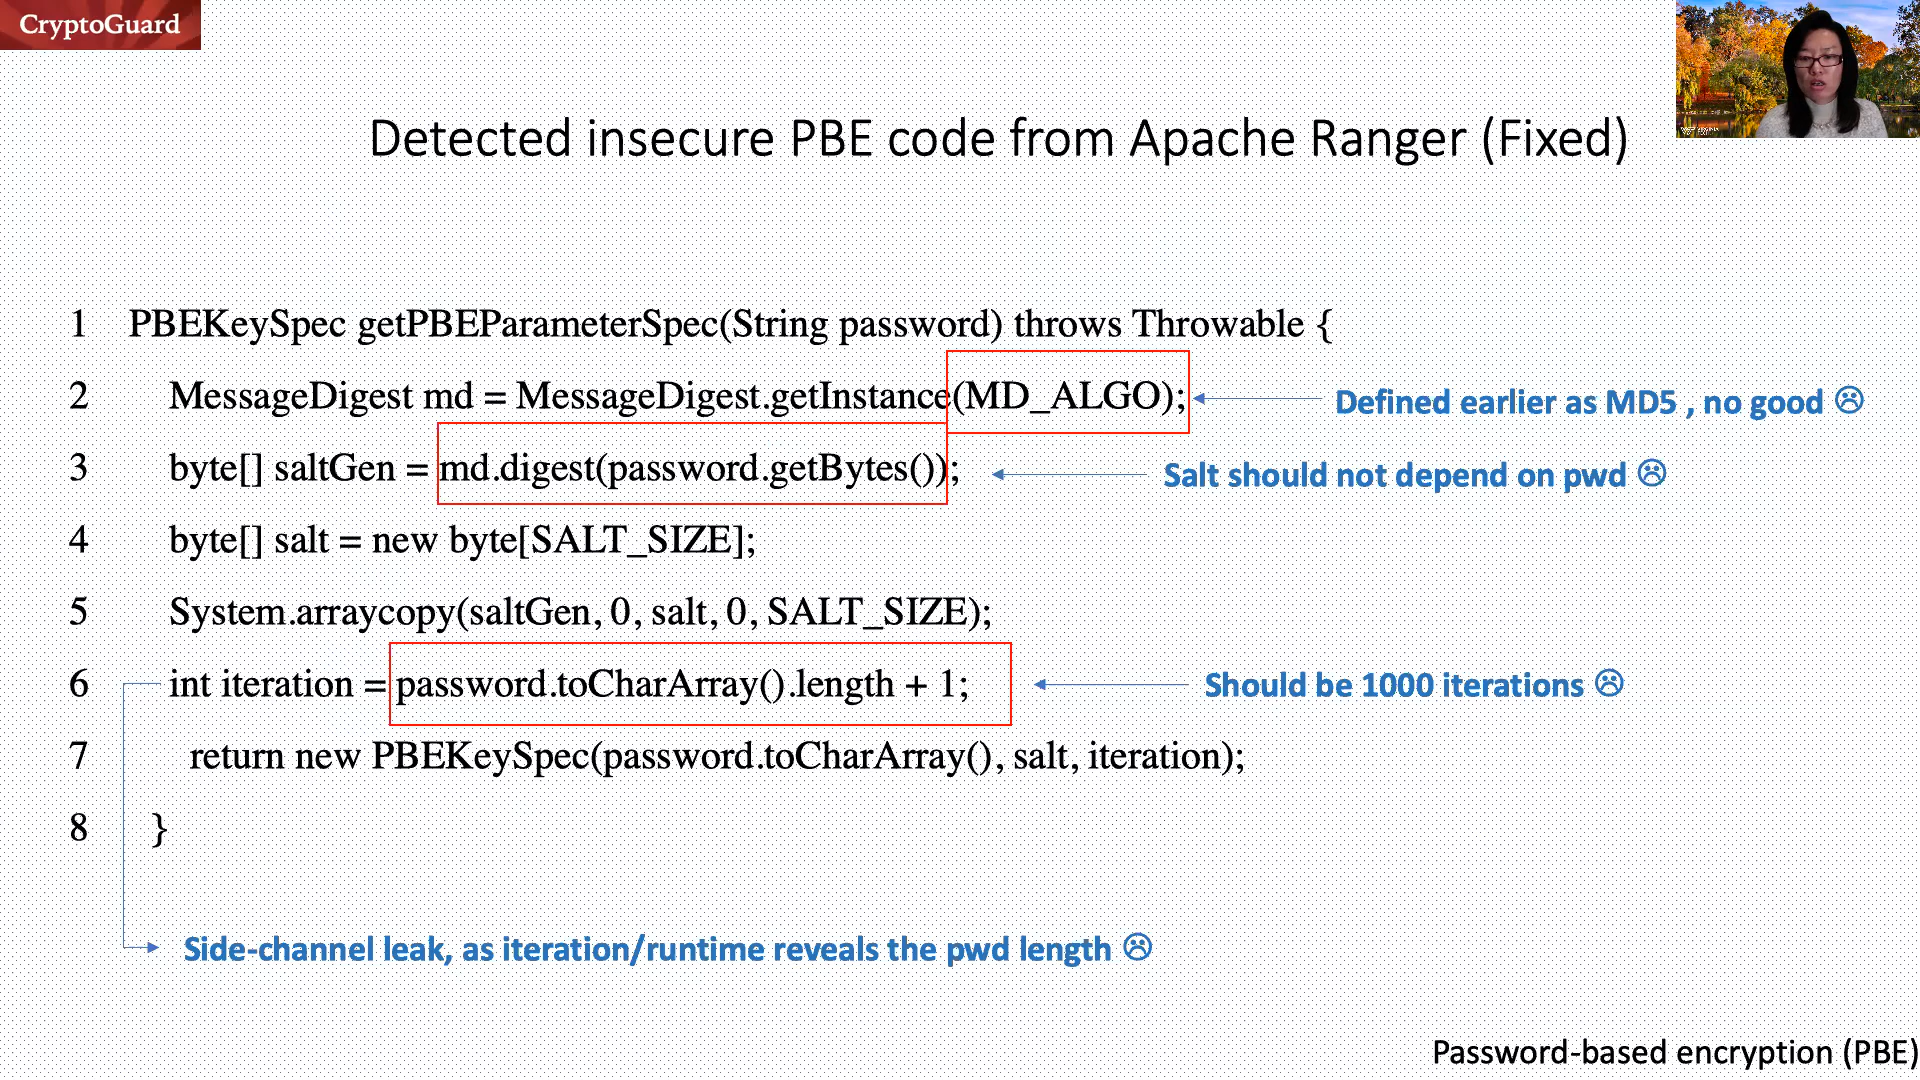 CryptoGuard
Detected insecure PBE code from Apache Ranger (Fixed)
1 PBEKeySpec getPBEParameterSpec(String password) throws Throwable {
2 MessageDigest md = MessageDigest.getInstance(MD_ALGO);
Defined earlier as MD5 , no good ☹
3 byte[] saltGen = md.digest(password.getBytes());
Salt should not depend on pwd ☹
4 byte[] salt = new byte[SALT_SIZE];
5 System.arraycopy(saltGen, 0, salt, 0, SALT_SIZE);
6 int iteration = password.toCharArray().length + 1;
Should be 1000 iterations ☹
7 return new PBEKeySpec(password.toCharArray(), salt, iteration);
8 }
Side-channel leak, as iteration/runtime reveals the pwd length ☹
Password-based encryption (PBE)